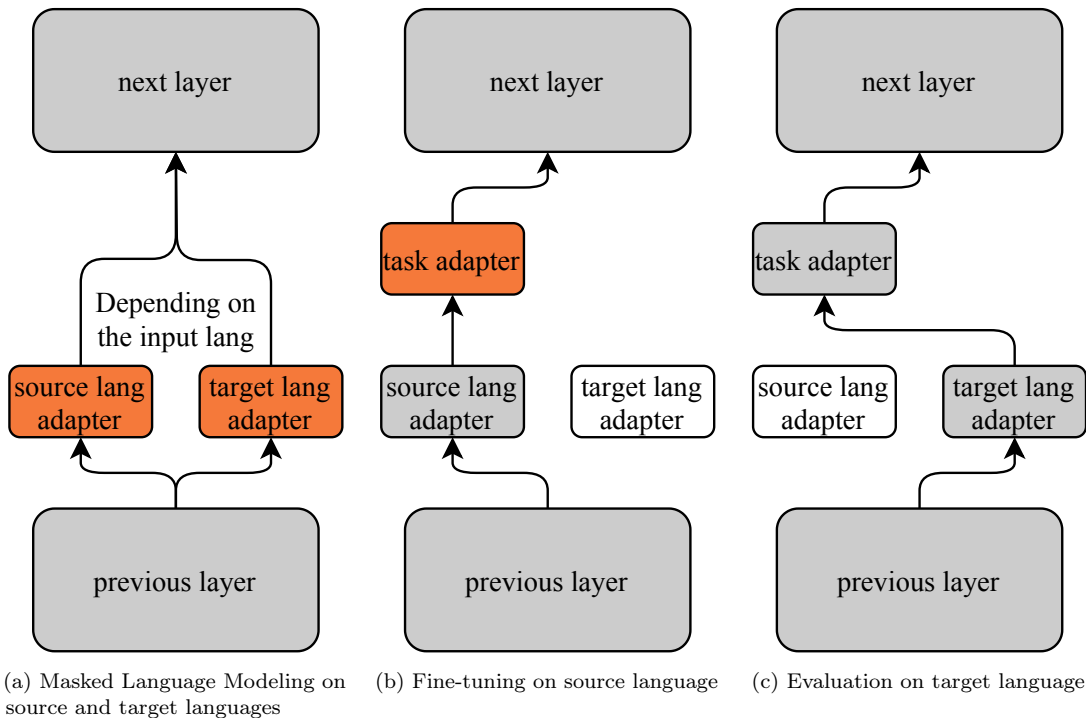 next layer
Depending on
the input lang
source lang
adapter
target lang
adapter
previous layer
(a) Masked Language Modeling on
source and target languages
next layer
task adapter
source lang
adapter
target lang
adapter
previous layer
(b) Fine-tuning on source language
next layer
task adapter
source lang
adapter
target lang
adapter
previous layer
(c) Evaluation on target language